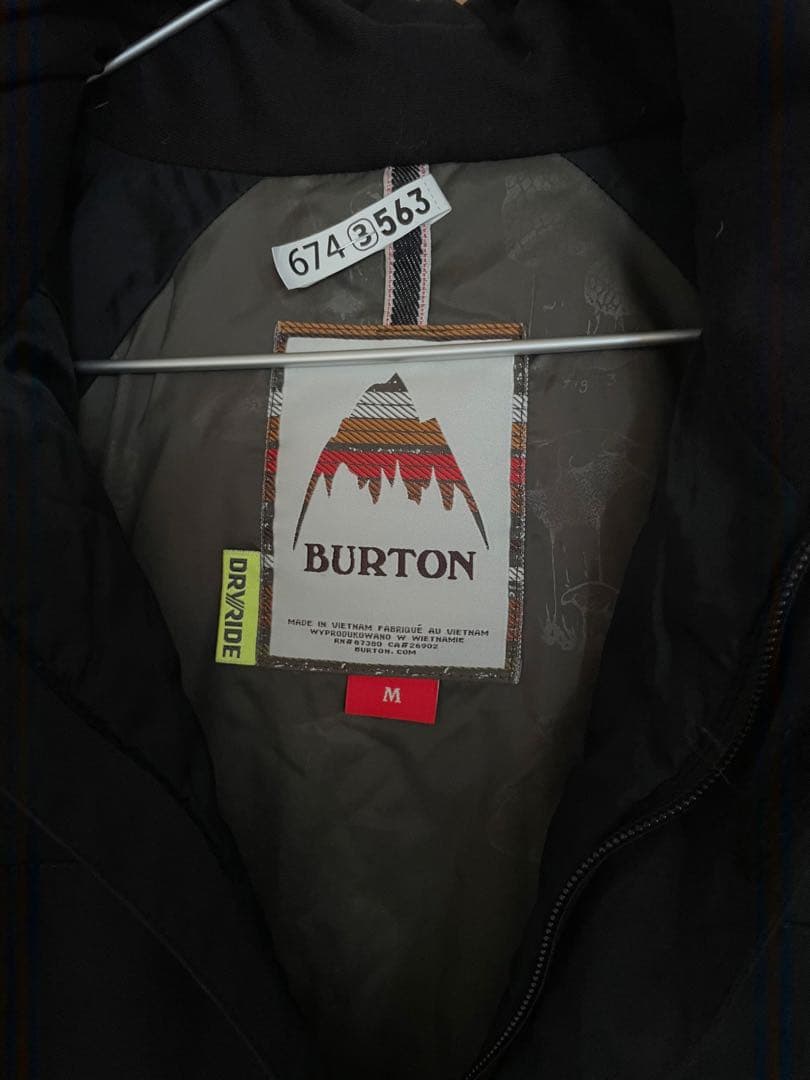 674 3 563
BURTON
DRYRIDE
MADE IN VIETNAM FABRIQUÉ AU VIETNAM
WYPRODUKOWANO W WIETNAMIE
RN#67380 CA#26902
BURTON.COM
M